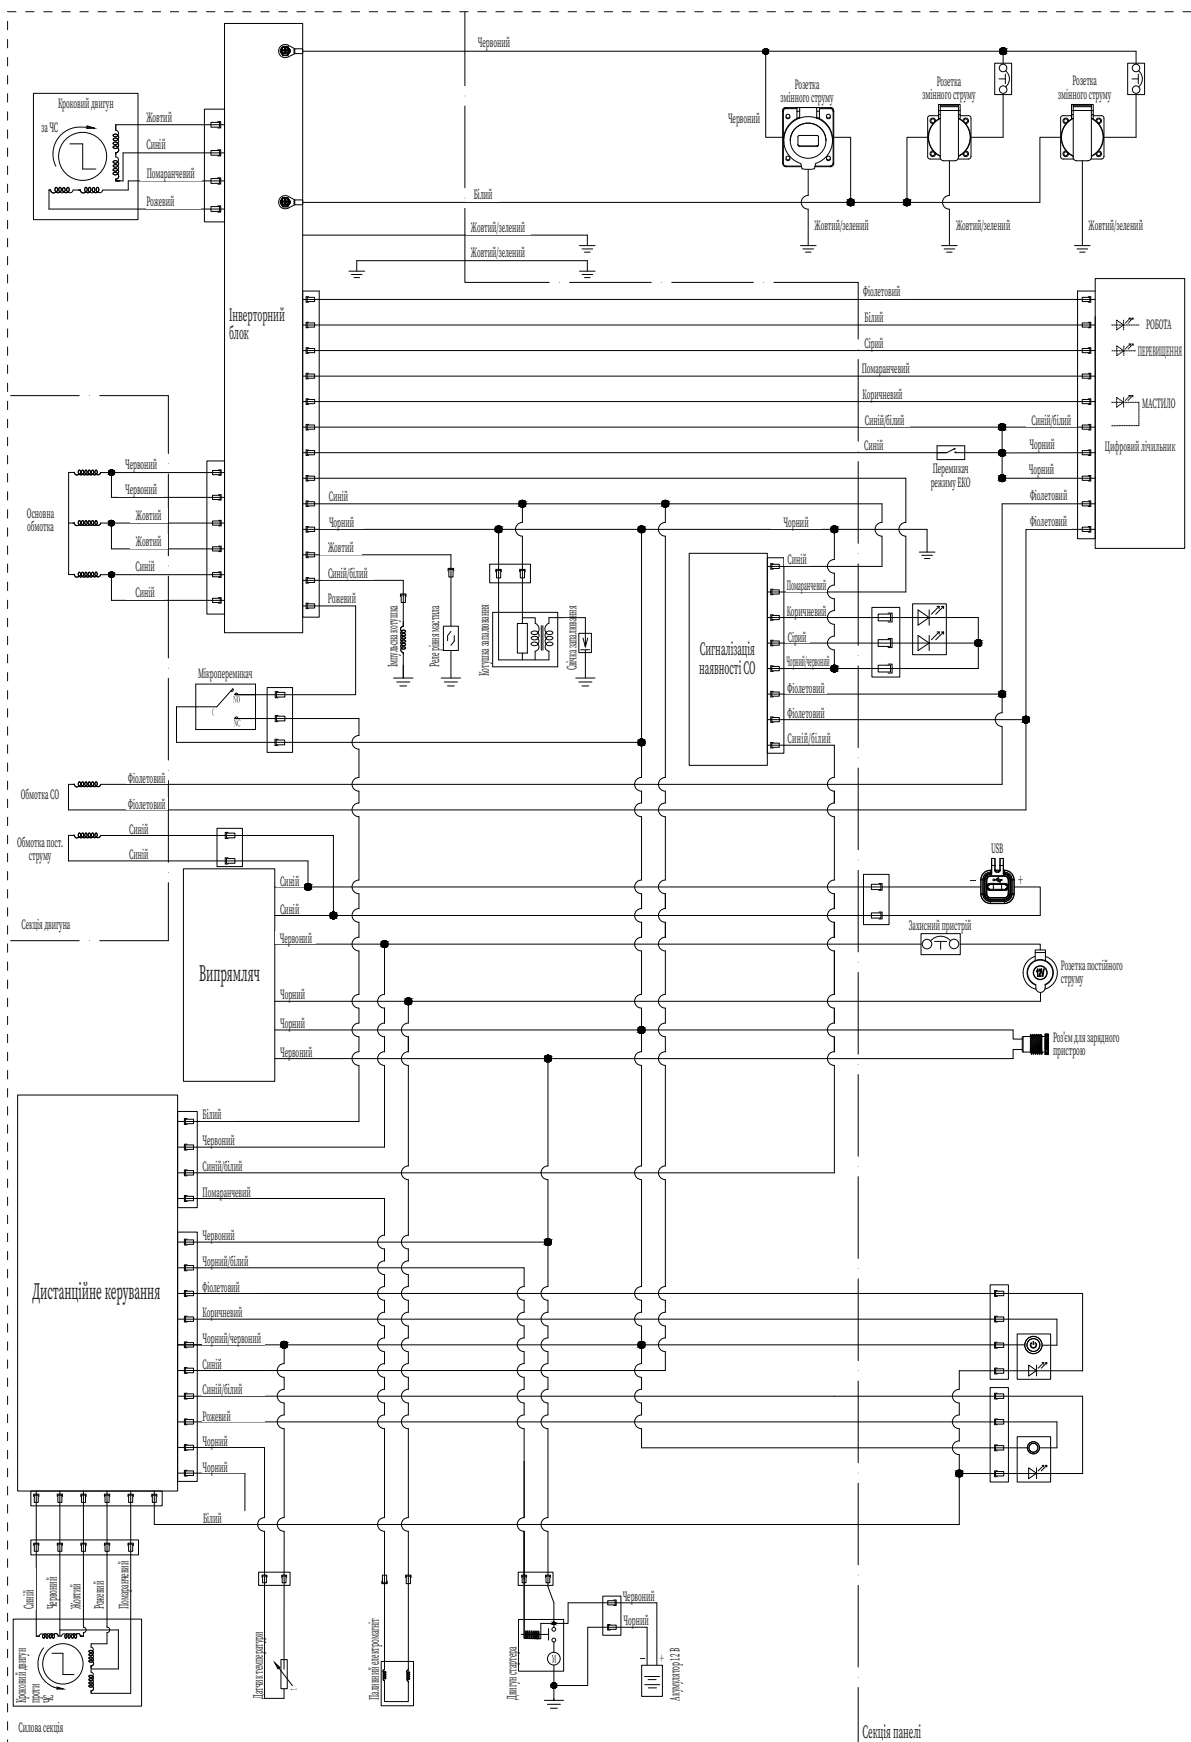 Червоний
Кроковий двигун
за ЧС
Жовтий
Синій
Помаранчевий
Рожевий
Розетка
змінного струму
Розетка
змінного струму
Розетка
змінного струму
Червоний
Білий
Жовтий/зелений
Жовтий/зелений
Жовтий/зелений
Жовтий/зелений
Жовтий/зелений
Інверторний
блок
Фіолетовий
Білий
Сірий
Помаранчевий
Коричневий
Синій/білий
Синій
Синій/білий
Чорний
Чорний
Фіолетовий
Фіолетовий
РОБОТА
ПЕРЕВИЩЕННЯ
МАСТИЛО
Цифровий лічильник
Перемикач
режиму ЕКО
Основна
обмотка
Червоний
Червоний
Жовтий
Жовтий
Синій
Синій
Синій
Чорний
Жовтий
Синій/білий
Рожевий
Чорний
Імпульсна котушка
Реле рівня мастила
Котушка запалювання
Свічка запалювання
Сигналізація
наявності CO
Синій
Помаранчевий
Коричневий
Сірий
Чорний/червоний
Фіолетовий
Фіолетовий
Синій/білий
Мікроперемикач
C
NO
NC
Обмотка CO
Фіолетовий
Фіолетовий
Обмотка пост.
струму
Синій
Синій
Секція двигуна
Випрямляч
Синій
Синій
Червоний
Чорний
Чорний
Червоний
USB
−
+
Захисний пристрій
12V
Розетка постійного
струму
Роз'єм для зарядного
пристрою
Дистанційне керування
Білий
Червоний
Синій/білий
Помаранчевий
Червоний
Чорний/білий
Фіолетовий
Коричневий
Чорний/червоний
Синій
Синій/білий
Рожевий
Чорний
Чорний
Білий
Синій
Червоний
Жовтий
Рожевий
Помаранчевий
Кроковий двигун
проти
ЧС
Датчик температури
Паливний електромагніт
Двигун стартера
Червоний
Чорний
−
+
Акумулятор 12 В
Силова секція
Секція панелі